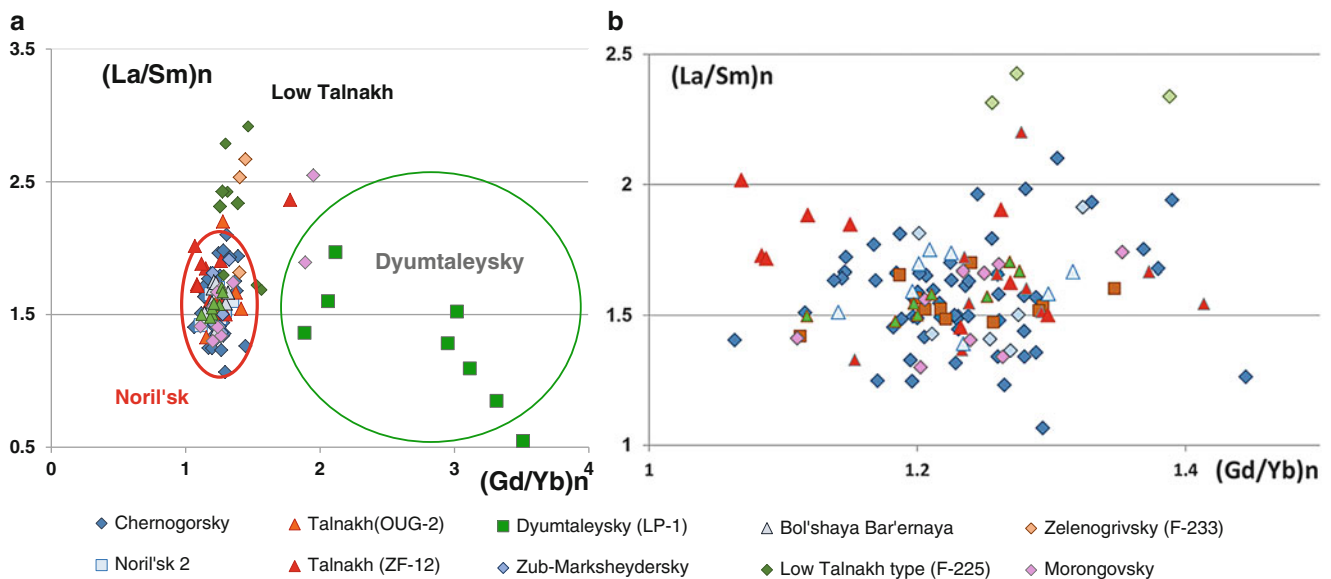 a
3.5
(La/Sm)n
Low Talnakh
2.5
Dyumtaleysky
1.5
Noril'sk
0.5
0 1 2 3 4
(Gd/Yb)n
b
2.5
(La/Sm)n
2
1.5
1
1 1.2 1.4 (Gd/Yb)n
Chernogorsky Talnakh(OUG-2) Dyumtaleysky (LP-1) Bol'shaya Bar'ernaya Zelenogrivsky (F-233)
Noril'sk 2 Talnakh (ZF-12) Zub-Marksheydersky Low Talnakh type (F-225) Morongovsky